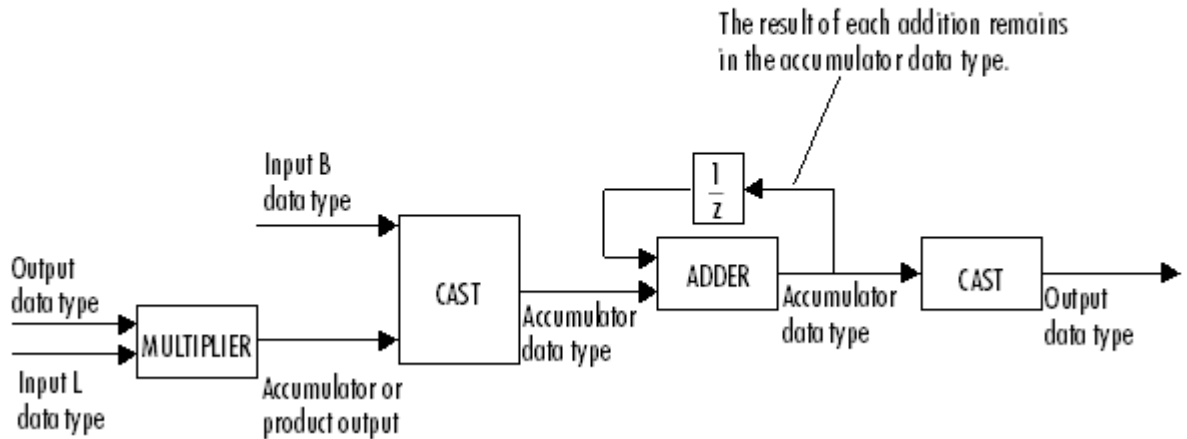 The result of each addition remains
in the accumulator data type.
Input B
data type
1
z
Output
data type
CAST
ADDER
CAST
Accumulator
data type
Accumulator
data type
Output
data type
MULTIPLIER
Input L
data type
Accumulator or
product output